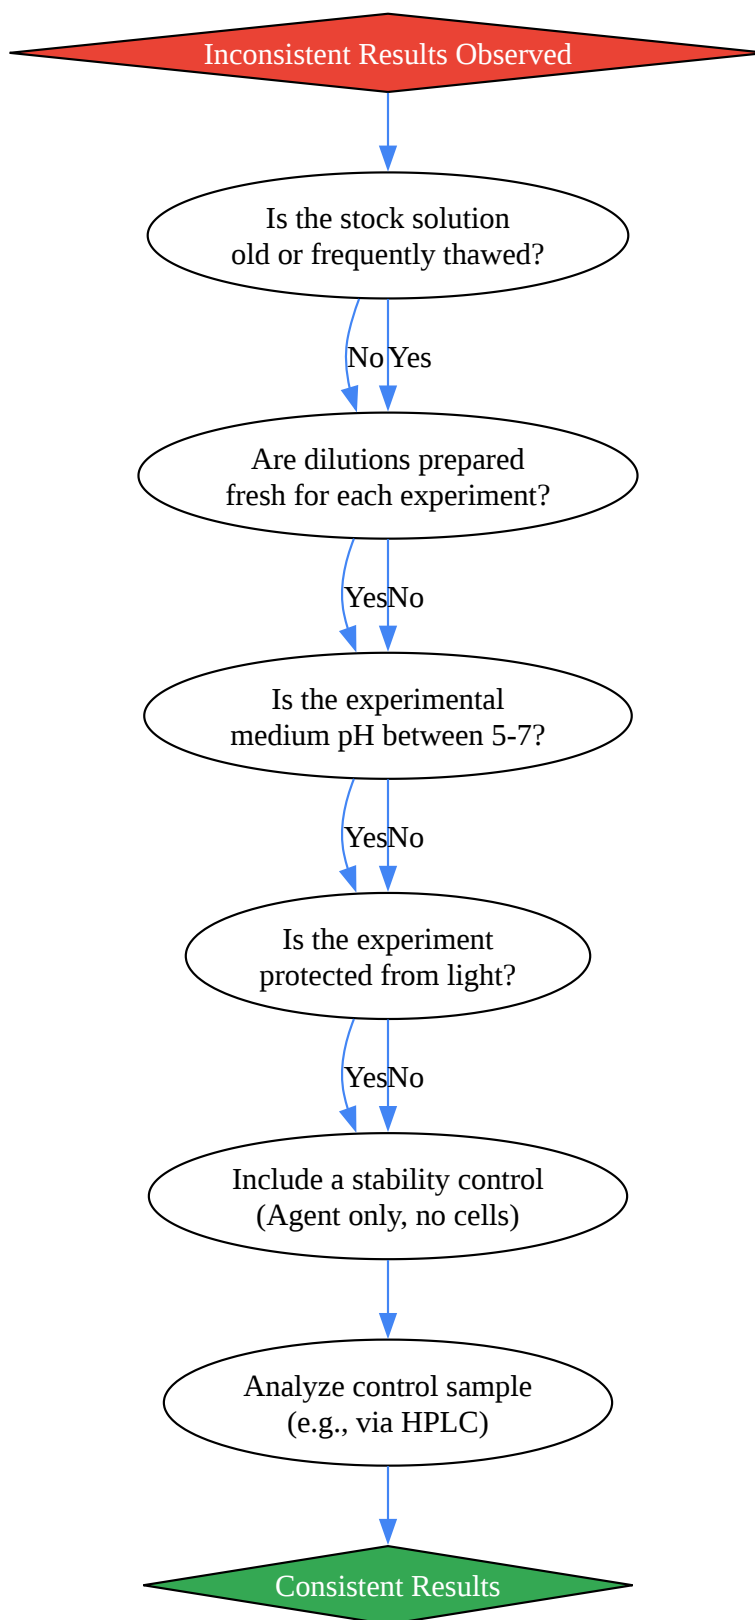 Inconsistent Results Observed
Is the stock solution
old or frequently thawed?
No Yes
Are dilutions prepared
fresh for each experiment?
Yes No
Is the experimental
medium pH between 5-7?
Yes No
Is the experiment
protected from light?
Yes No
Include a stability control
(Agent only, no cells)
Analyze control sample
(e.g., via HPLC)
Consistent Results